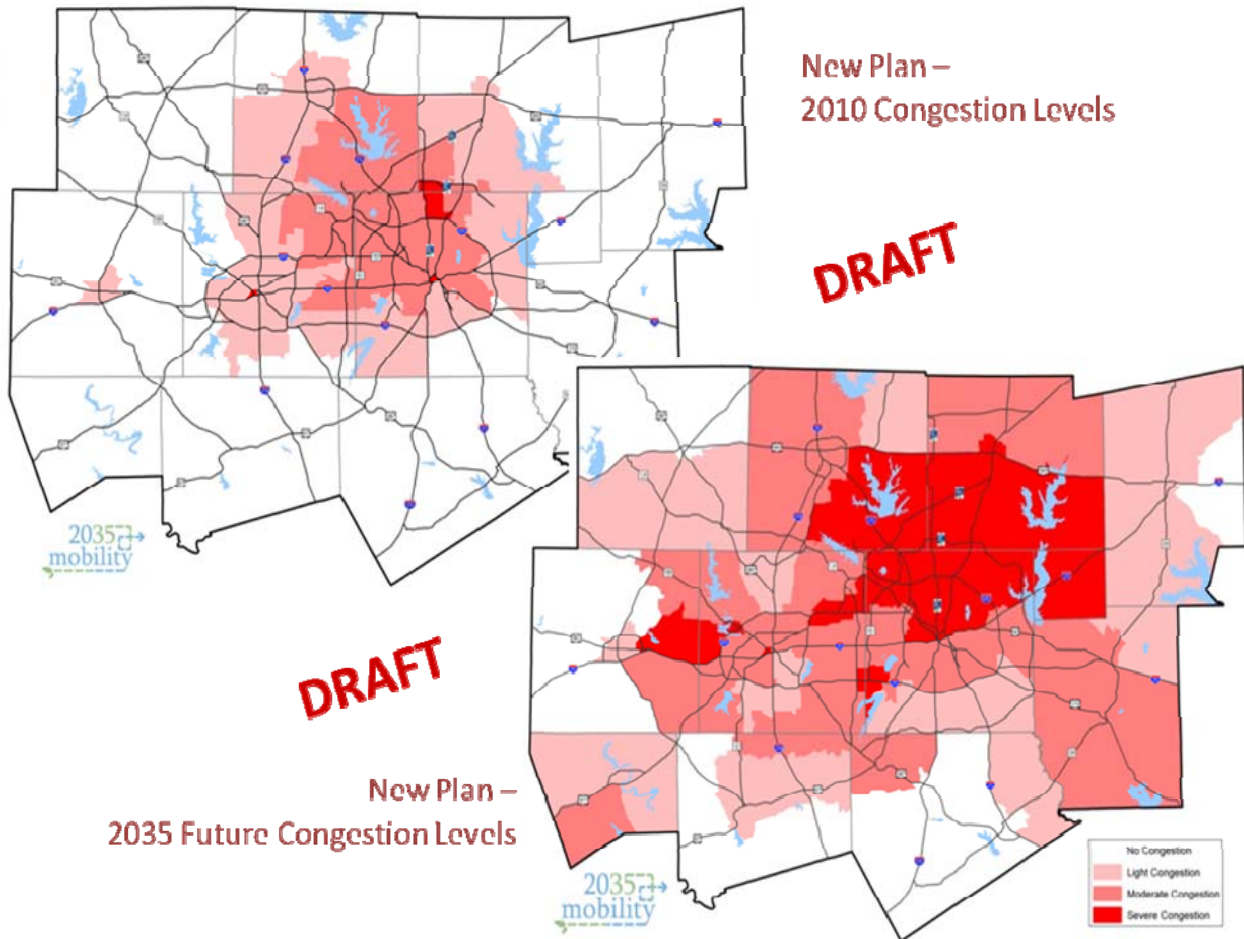 New Plan –
2010 Congestion Levels
DRAFT
2035
mobility
DRAFT
New Plan –
2035 Future Congestion Levels
2035
mobility
No Congestion
Light Congestion
Moderate Congestion
Severe Congestion